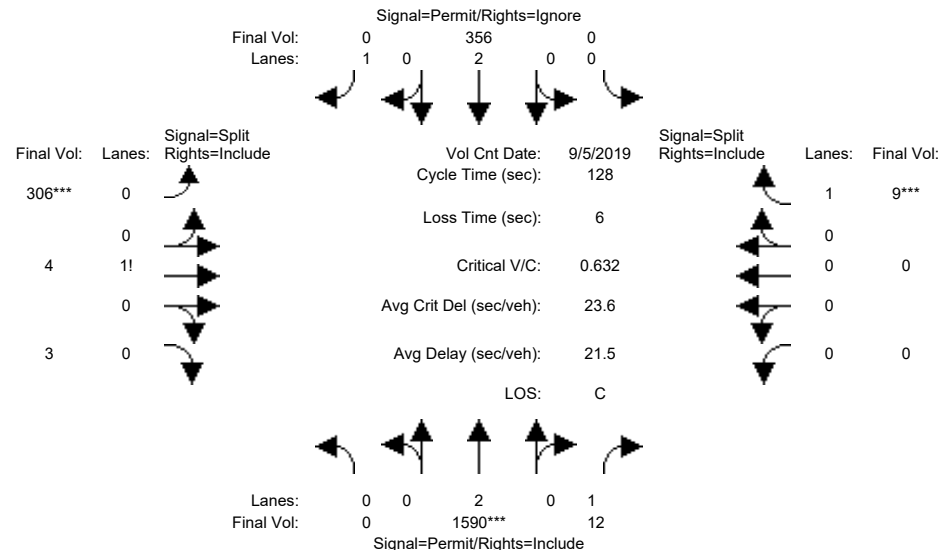 Signal=Permit/Rights=Ignore
Final Vol: 0 356 0
Lanes: 1 0 2 0 0
Signal=Split Signal=Split
Final Vol: Lanes: Rights=Include Vol Cnt Date: 9/5/2019 Rights=Include Lanes: Final Vol:
Cycle Time (sec): 128
306*** 0 1 9***
Loss Time (sec): 6
0 0
4 1! Critical V/C: 0.632 0 0
0 Avg Crit Del (sec/veh): 23.6 0
3 0 Avg Delay (sec/veh): 21.5 0 0
LOS: C
Lanes: 0 0 2 0 1
Final Vol: 0 1590*** 12
Signal=Permit/Rights=Include